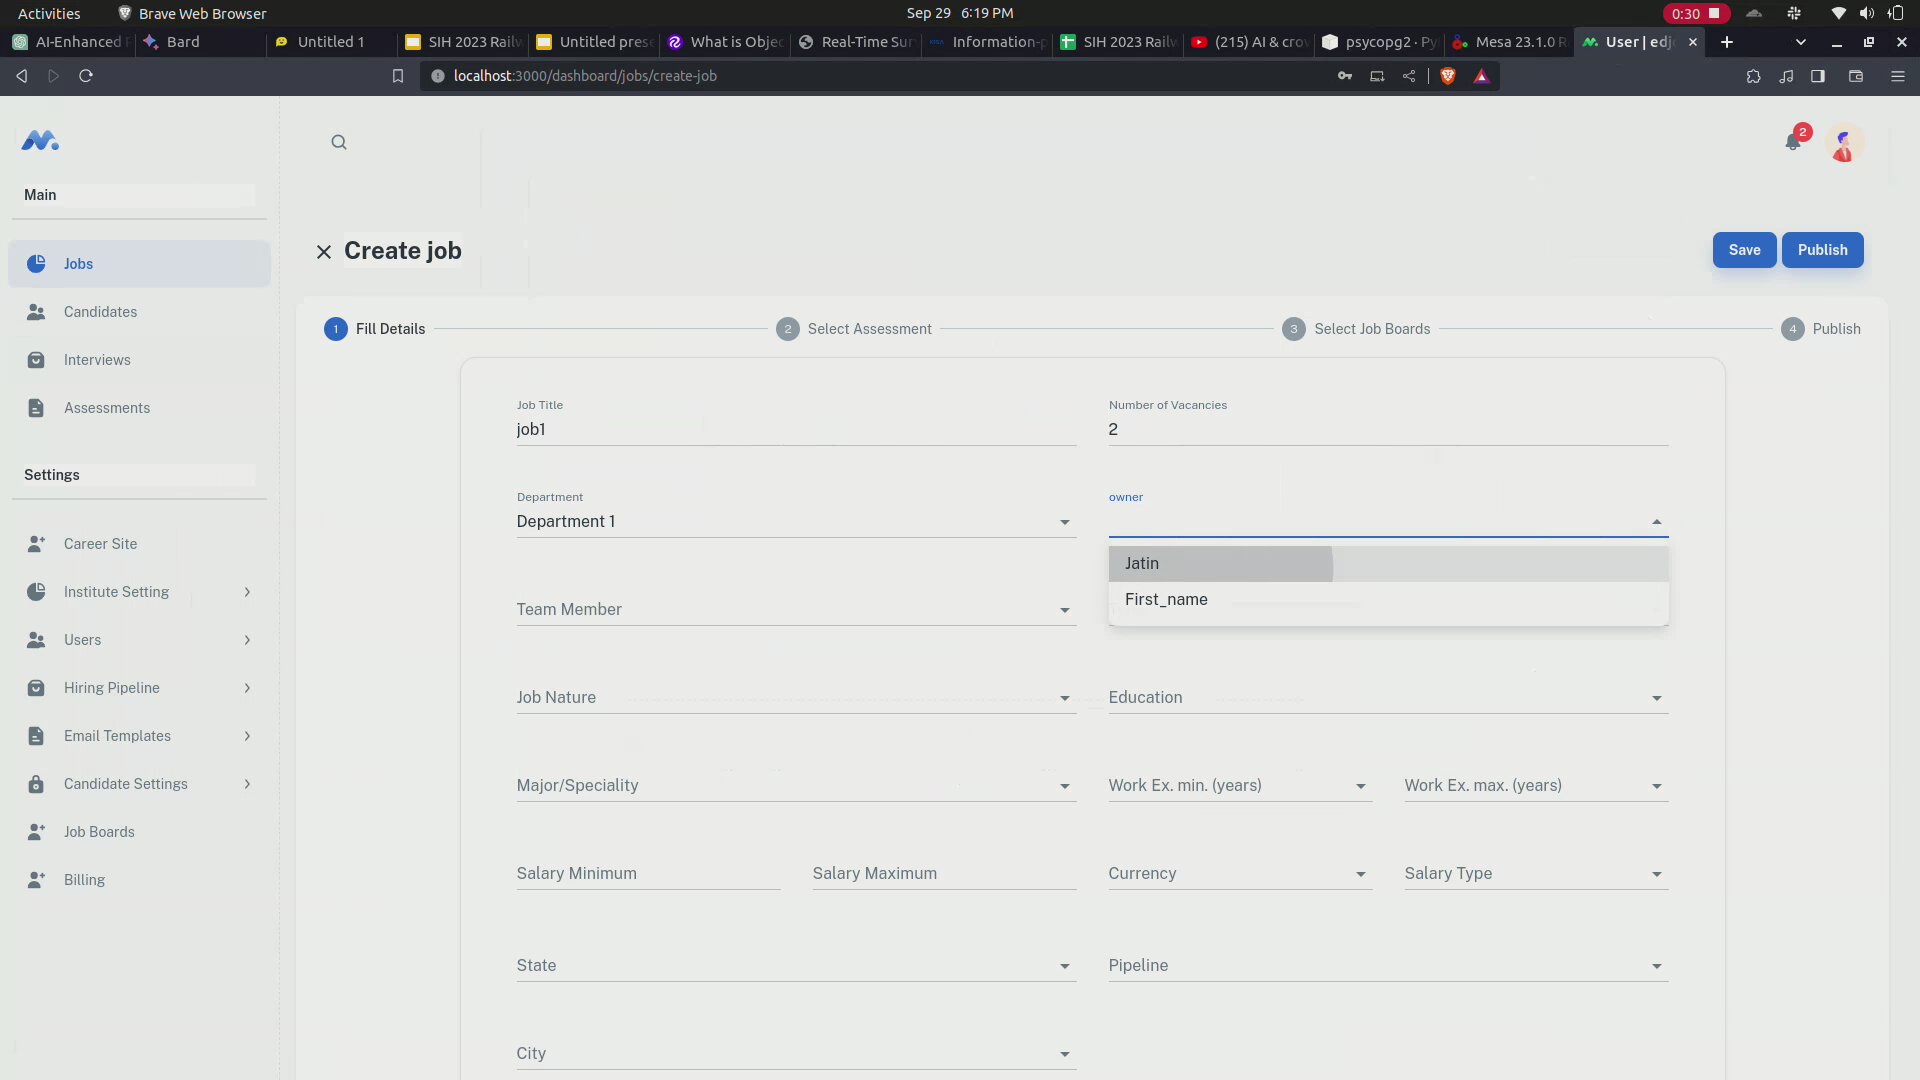 Activities
Brave Web Browser
Sep 29 6:19 PM
0:30
AI-Enhanced
Bard
Untitled 1
SIH 2023 Railw
Untitled prese
What is Objec
Real-Time Sur
Information-p
SIH 2023 Railw
(215) AI & crow
psycopg2 · Py
Mesa 23.1.0 R
User | edj
localhost:3000/dashboard/jobs/create-job
2
Main
Jobs
Candidates
Interviews
Assessments
Settings
Career Site
Institute Setting
Users
Hiring Pipeline
Email Templates
Candidate Settings
Job Boards
Billing
Create job
Save
Publish
1 Fill Details
2 Select Assessment
3 Select Job Boards
4 Publish
Job Title
job1
Number of Vacancies
2
Department
Department 1
owner
Jatin
First_name
Team Member
Job Nature
Education
Major/Speciality
Work Ex. min. (years)
Work Ex. max. (years)
Salary Minimum
Salary Maximum
Currency
Salary Type
State
Pipeline
City